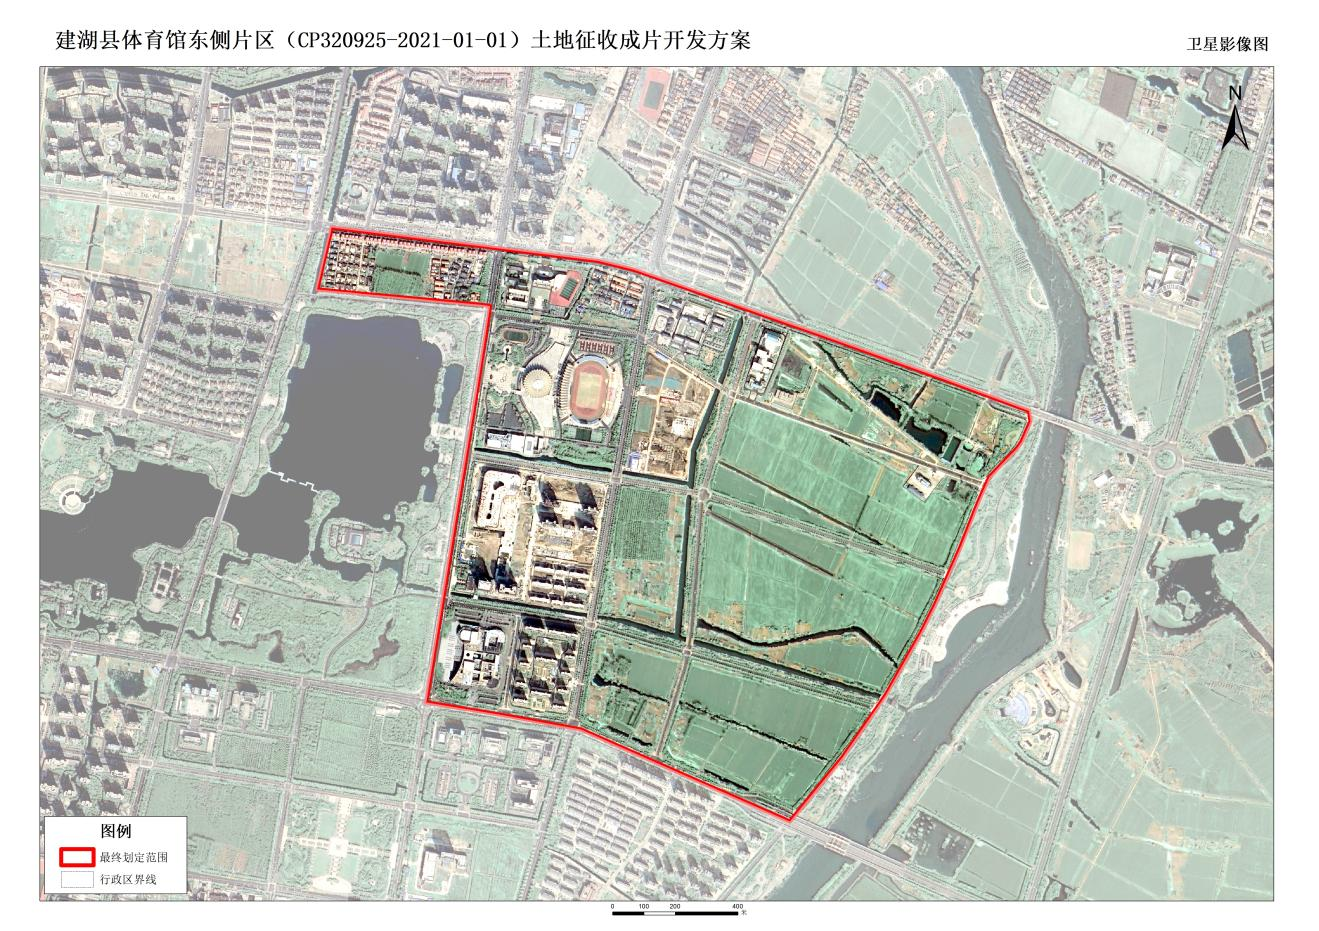 建湖县体育馆东侧片区（CP320925-2021-01-01）土地征收成片开发方案
卫星影像图
N
图例
最终划定范围
行政区界线
0 100 200 400
米